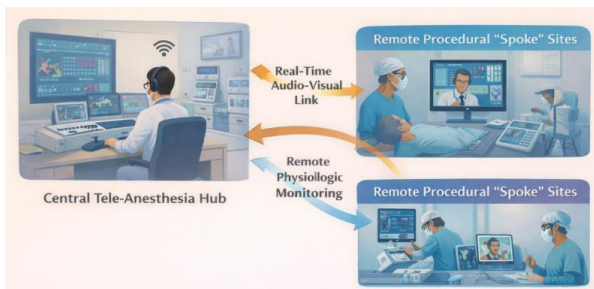 Remote Procedural “Spoke” Sites
Real-Time
Audio-Visual
Link
Remote
Physiollogic
Monitoring
Central Tele-Anesthesia Hub
Remote Procedural “Spoke” Sites